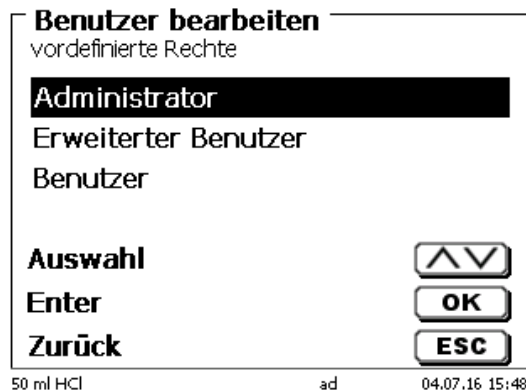 Benutzer bearbeiten
vordefinierte Rechte
Administrator
Erweiterter Benutzer
Benutzer
Auswahl
Enter OK
Zurück ESC
50 ml HCl ad 04.07.16 15:48